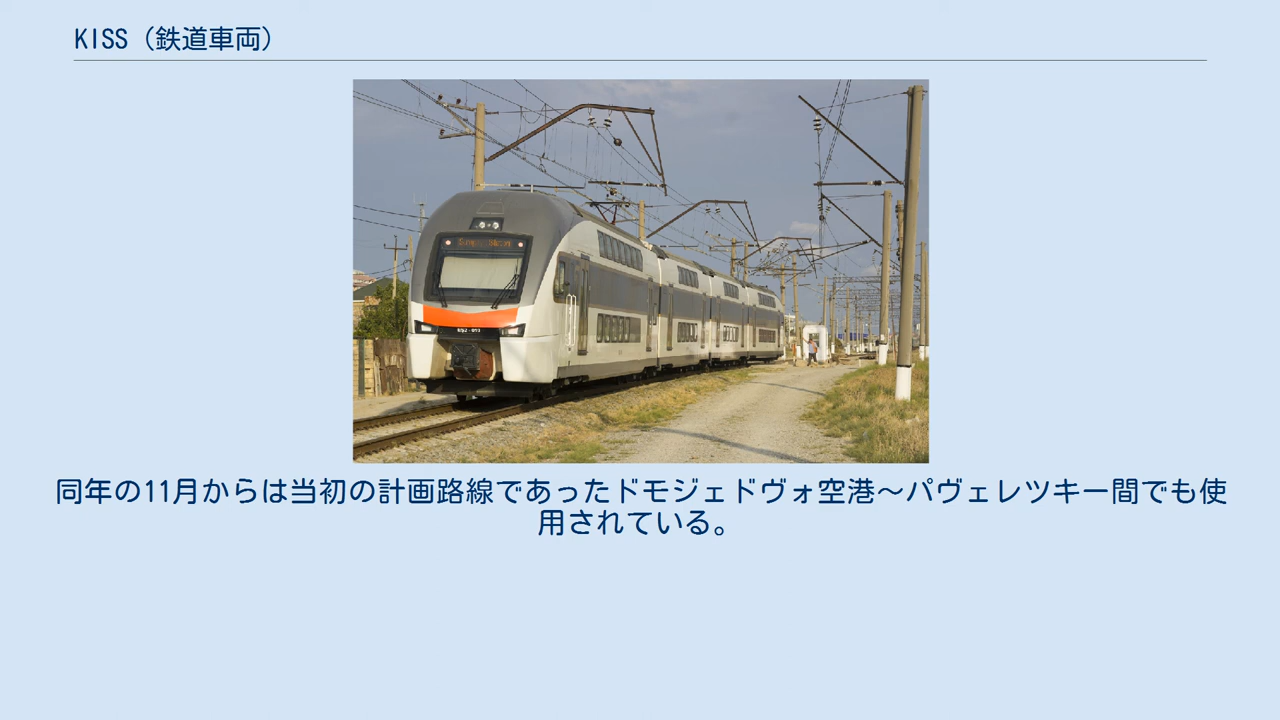 KISS（鉄道車両）
同年の11月からは当初の計画路線であったドモジェドヴォ空港～パヴェレツキー間でも使
用されている。